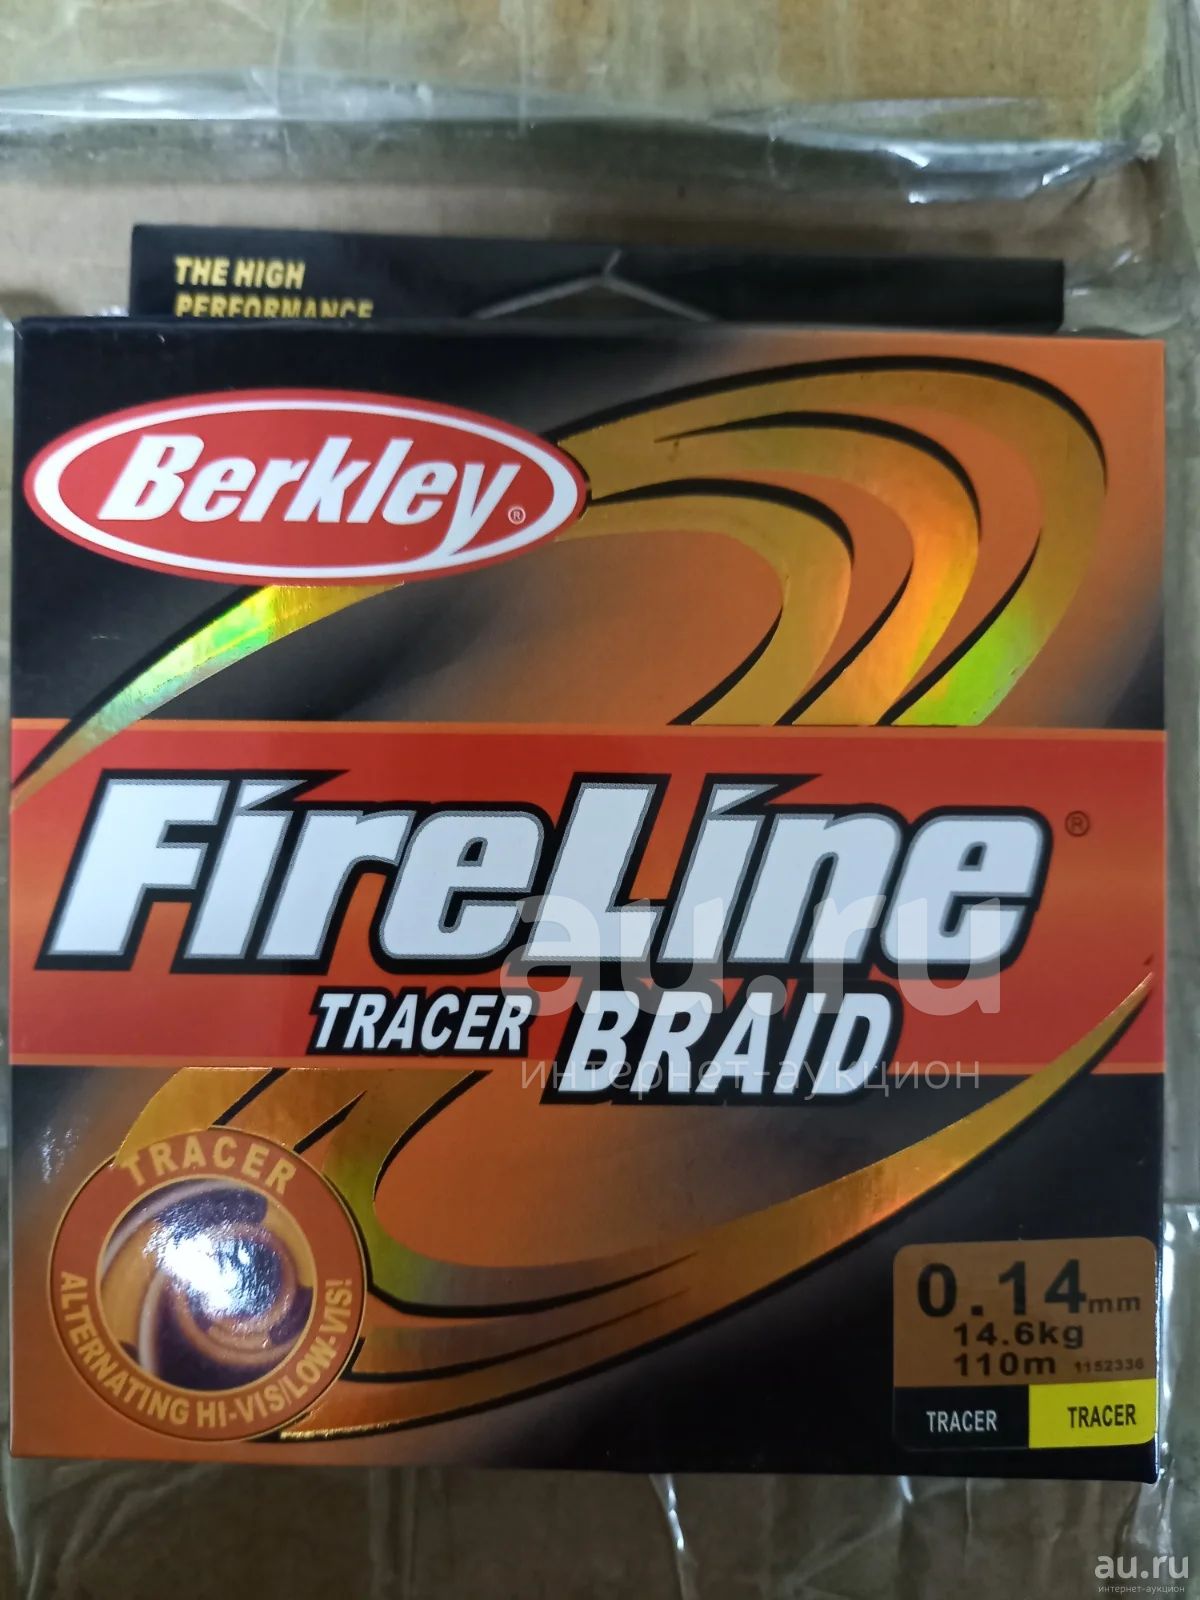 THE HIGH
PERFORMANCE
Berkley®
FireLine®
TRACER BRAID
au.ru
интернет-аукцион
TRACER
ALTERNATING HI-VIS/LOW-VIS!
0.14mm
14.6kg
110m 1152336
TRACER TRACER
au.ru
интернет-аукцион